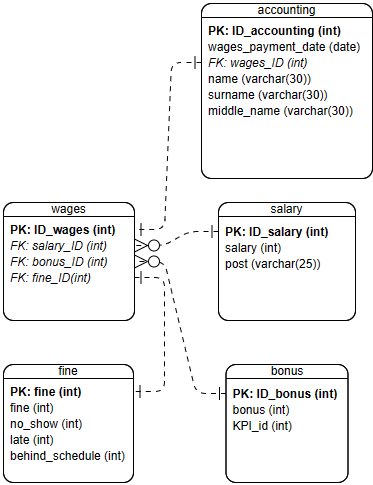 accounting
PK: ID_accounting (int)
wages_payment_date (date)
FK: wages_ID (int)
name (varchar(30))
surname (varchar(30))
middle_name (varchar(30))
wages
PK: ID_wages (int)
FK: salary_ID (int)
FK: bonus_ID (int)
FK: fine_ID(int)
salary
PK: ID_salary (int)
salary (int)
post (varchar(25))
fine
PK: fine (int)
fine (int)
no_show (int)
late (int)
behind_schedule (int)
bonus
PK: ID_bonus (int)
bonus (int)
KPI_id (int)